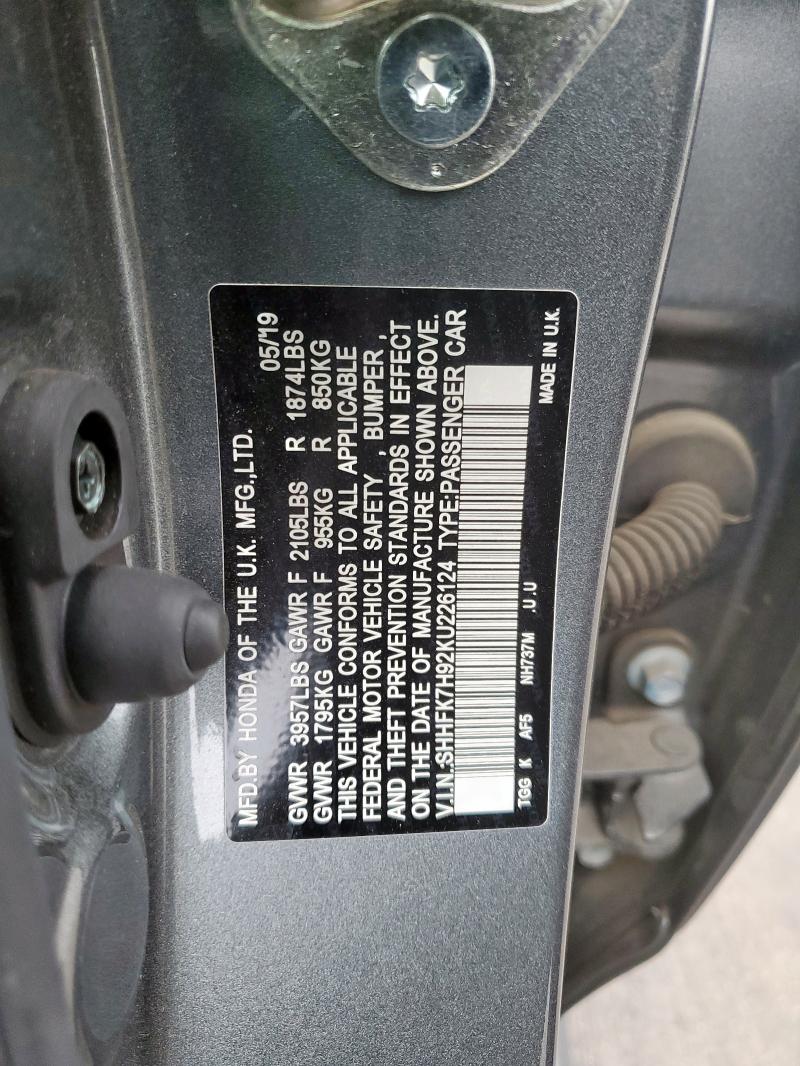 MFD.BY HONDA OF THE U.K. MFG.,LTD. 05/'19
GVWR 3957LBS GAWR F 2105LBS R 1874LBS
GVWR 1795KG GAWR F 955KG R 850KG
THIS VEHICLE CONFORMS TO ALL APPLICABLE
FEDERAL MOTOR VEHICLE SAFETY , BUMPER ,
AND THEFT PREVENTION STANDARDS IN EFFECT
ON THE DATE OF MANUFACTURE SHOWN ABOVE.
V.I.N.:SHHFK7H92KU226124 TYPE:PASSENGER CAR
TGG K AF5 NH737M .U .U
MADE IN U.K.